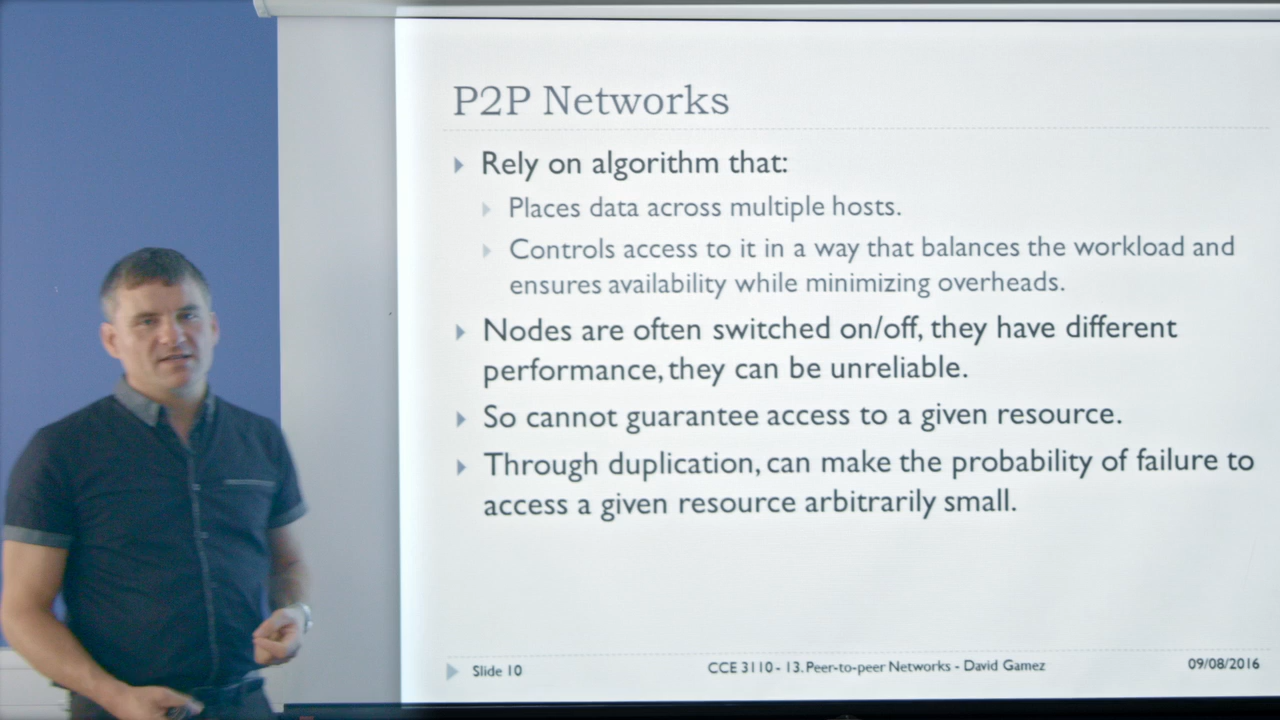 P2P Networks
Rely on algorithm that:
Places data across multiple hosts.
Controls access to it in a way that balances the workload and
ensures availability while minimizing overheads.
Nodes are often switched on/off, they have different
performance, they can be unreliable.
So cannot guarantee access to a given resource.
Through duplication, can make the probability of failure to
access a given resource arbitrarily small.
Slide 10
CCE 3110 - 13. Peer-to-peer Networks - David Gamez
09/08/2016